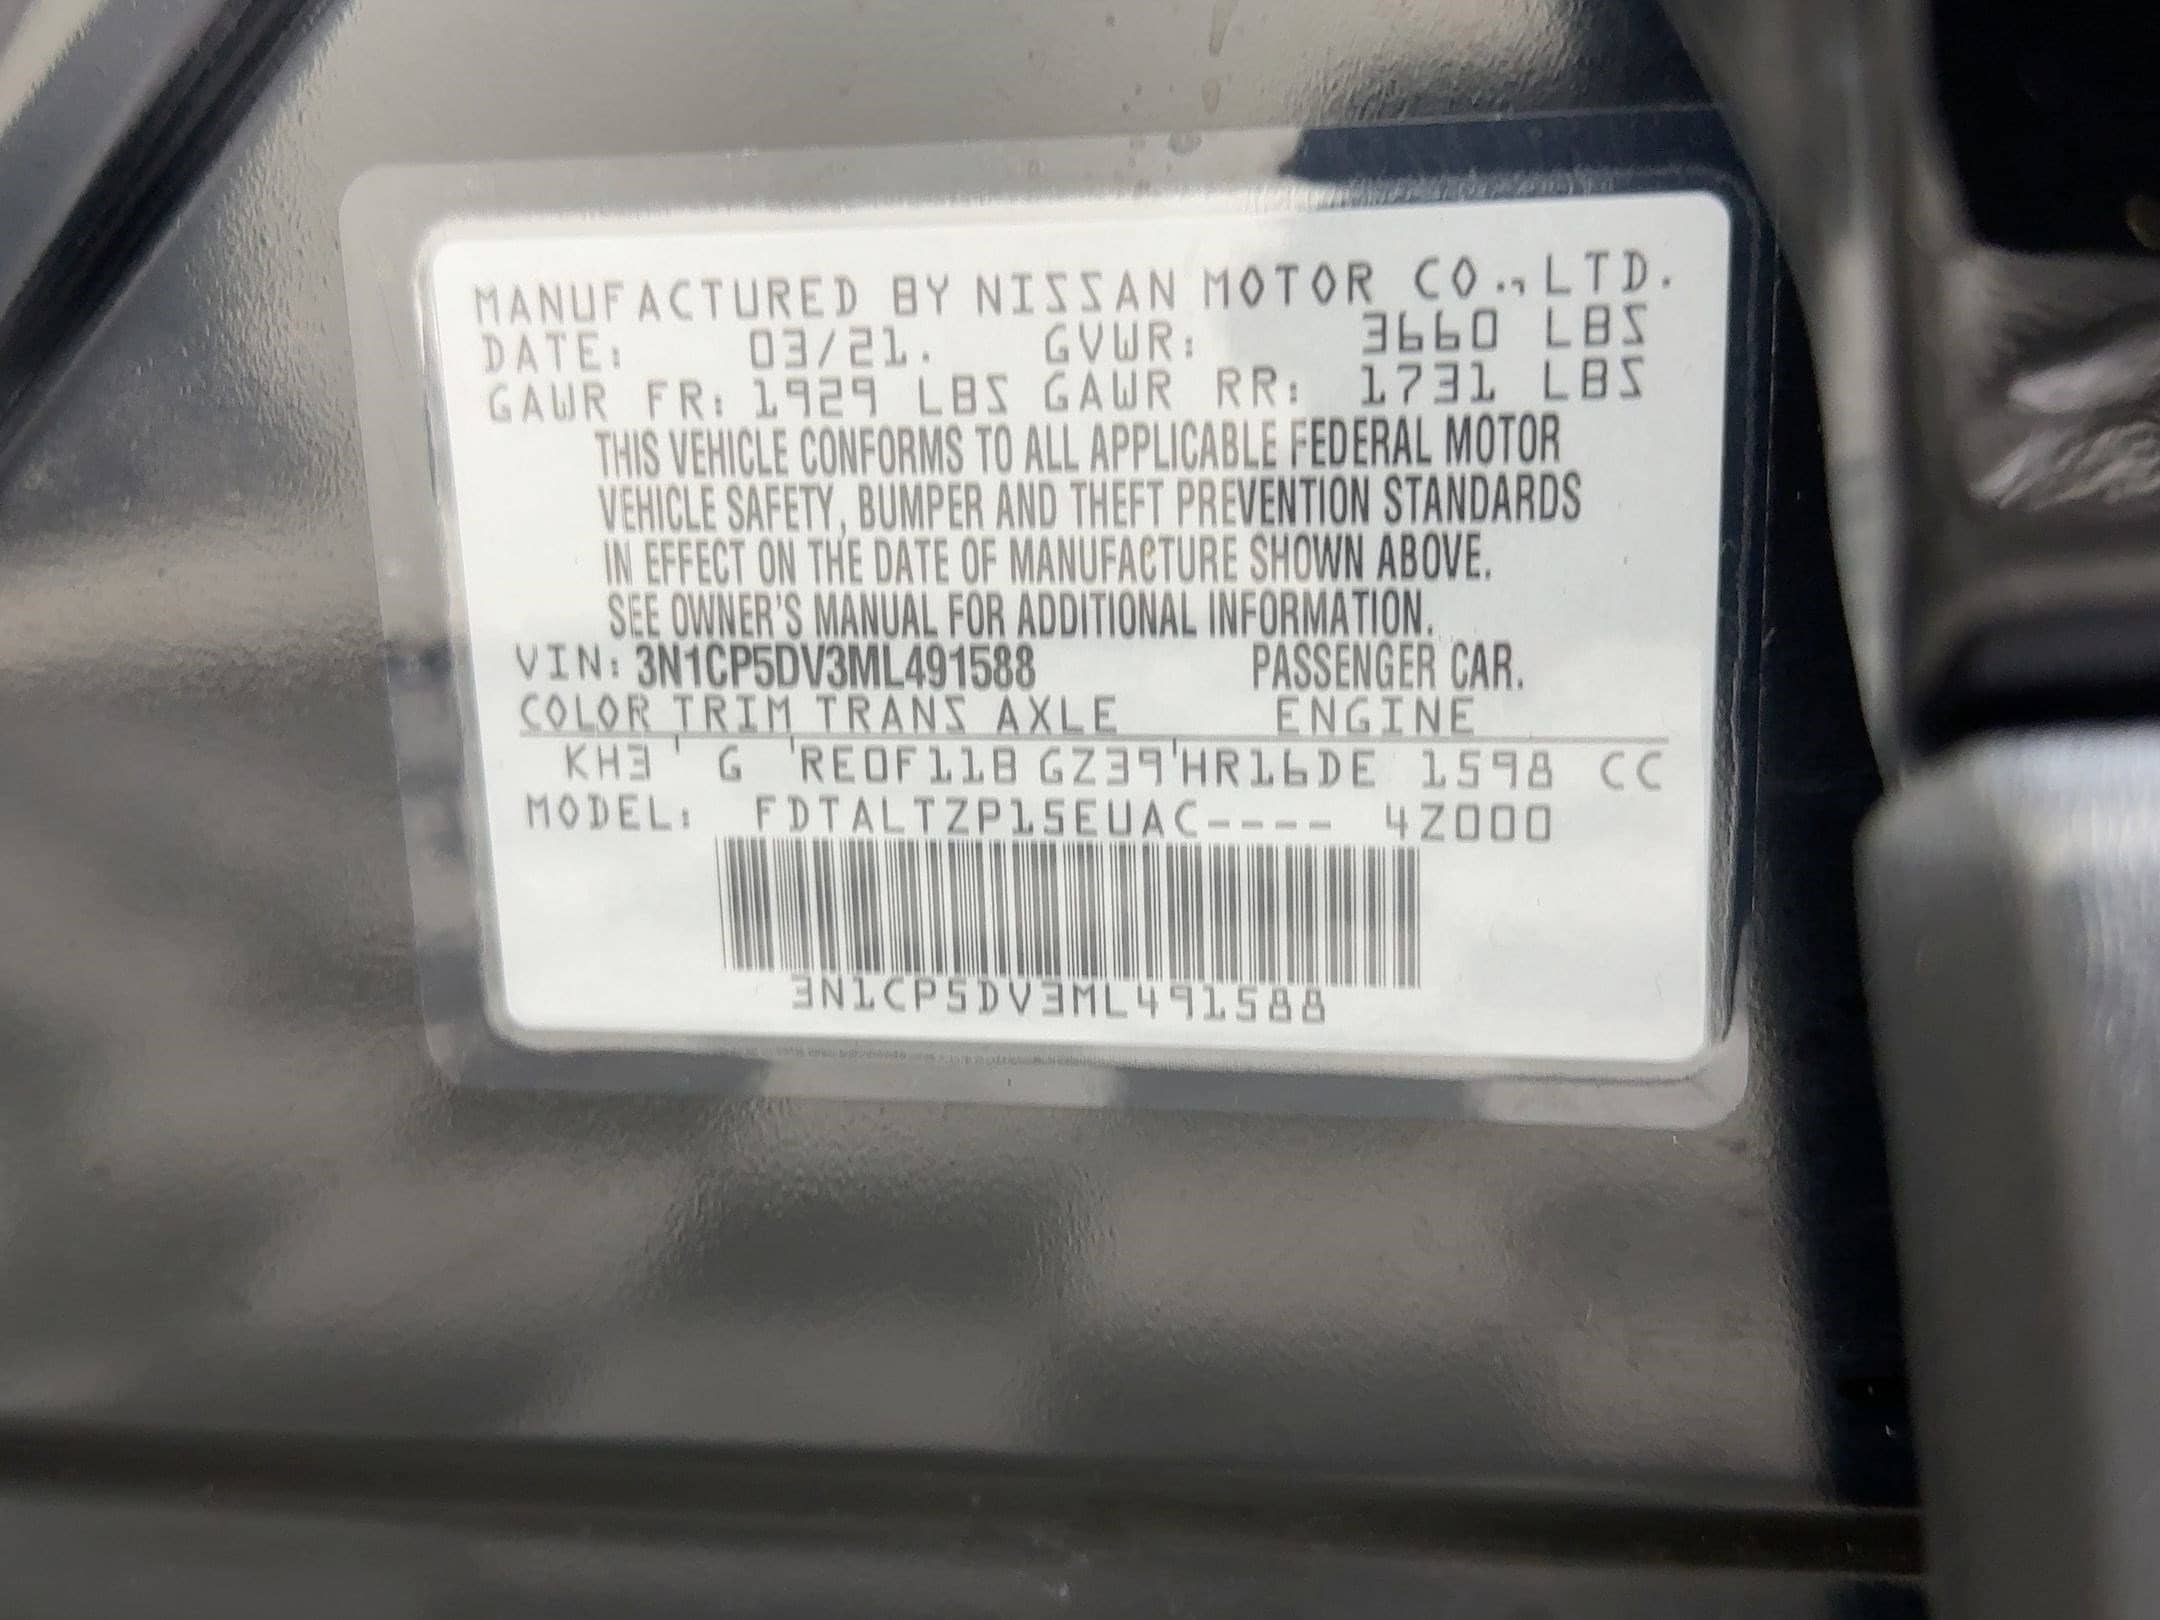 MANUFACTURED BY NISSAN MOTOR CO., LTD.
DATE: 03/21. GVWR: 3660 LBS
GAWR FR: 1929 LBS GAWR RR: 1731 LBS
THIS VEHICLE CONFORMS TO ALL APPLICABLE FEDERAL MOTOR
VEHICLE SAFETY, BUMPER AND THEFT PREVENTION STANDARDS
IN EFFECT ON THE DATE OF MANUFACTURE SHOWN ABOVE.
SEE OWNER'S MANUAL FOR ADDITIONAL INFORMATION.
VIN: 3N1CP5DV3ML491588 PASSENGER CAR.
COLOR TRIM TRANS AXLE ENGINE
KH3 ' G 'RE0F11B GZ39'HR16DE 1598 CC
MODEL: FDTALTZP15EUAC---- 4Z000
3N1CP5DV3ML491588